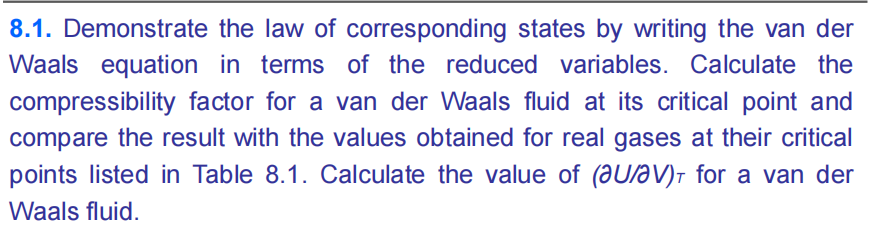 8.1. Demonstrate the law of corresponding states by writing the van der
Waals equation in terms of the reduced variables. Calculate the
compressibility factor for a van der Waals fluid at its critical point and
compare the result with the values obtained for real gases at their critical
points listed in Table 8.1. Calculate the value of (∂U/∂V)T for a van der
Waals fluid.